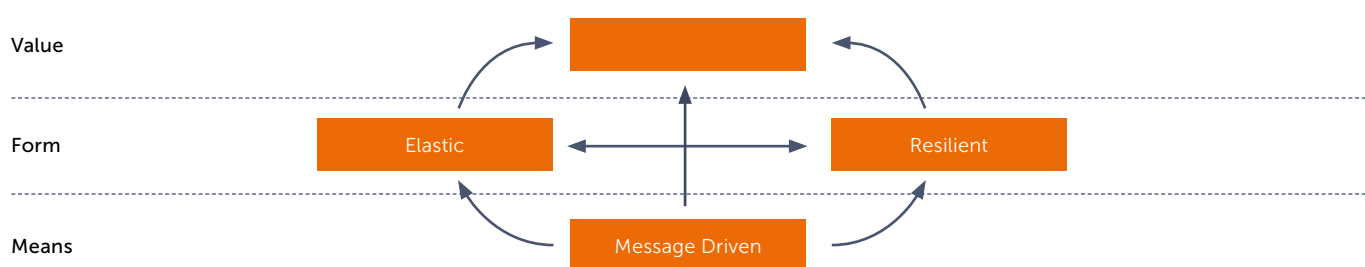 Value
Form
Elastic
Resilient
Means
Message Driven